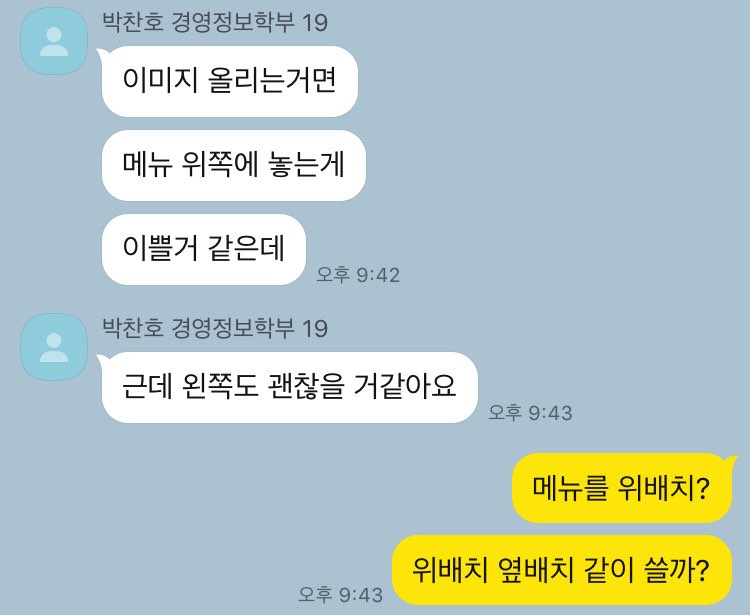 박찬호 경영정보학부 19
이미지 올리는거면
메뉴 위쪽에 놓는게
이쁠거 같은데
오후 9:42
박찬호 경영정보학부 19
근데 왼쪽도 괜찮을 거같아요
오후 9:43
메뉴를 위배치?
위배치 옆배치 같이 쓸까?
오후 9:43